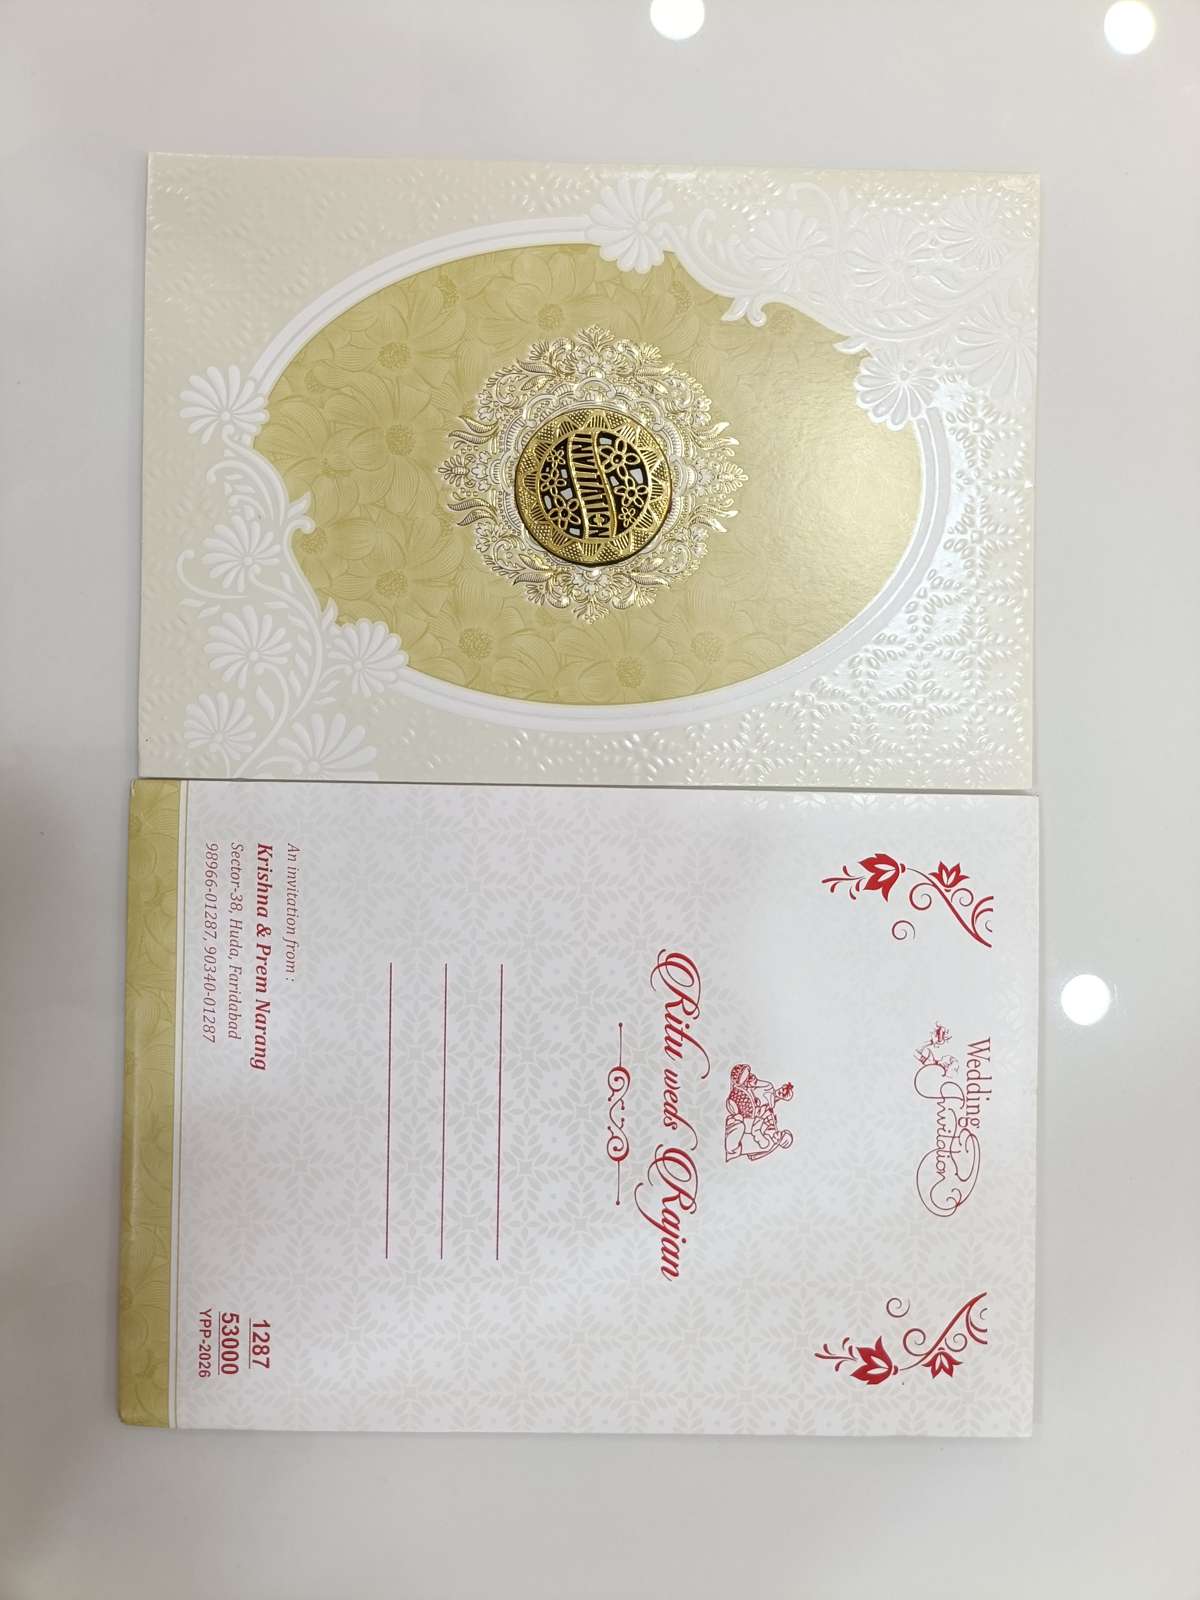 INVITATION
Wedding
Invitation
Ritu weds Rajan
An invitation from :
Krishna & Prem Narang
Sector-38, Huda, Faridabad
98966-01287, 90340-01287
1287
53000
YPP-2026